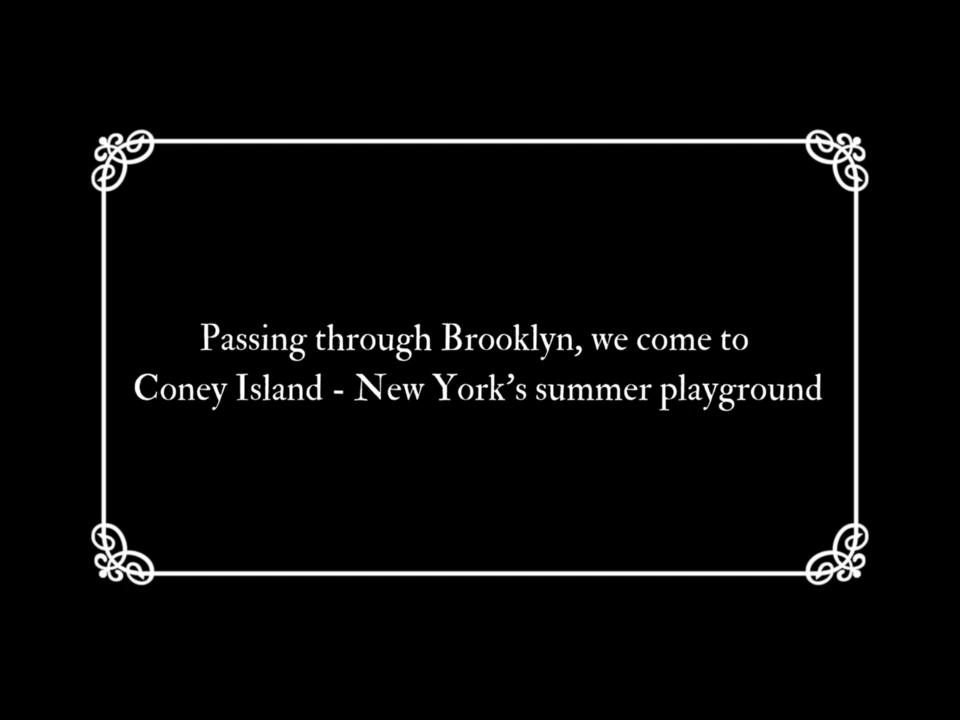 Passing through Brooklyn, we come to
Coney Island - New York's summer playground